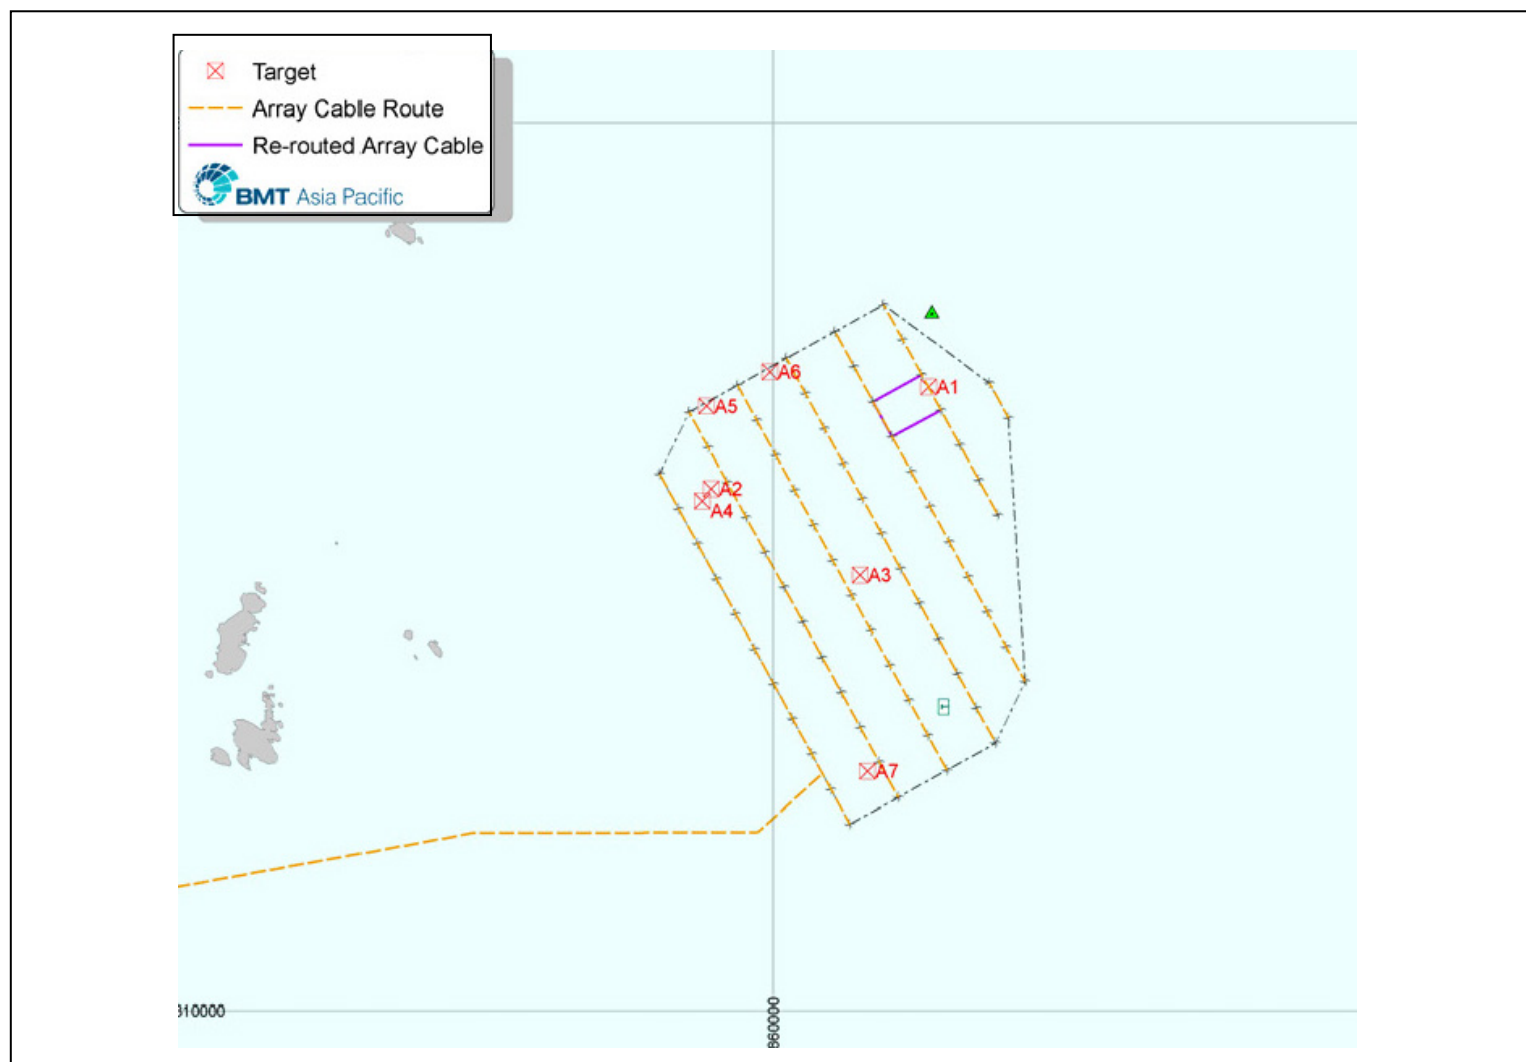 Target
Array Cable Route
Re-routed Array Cable
BMT Asia Pacific
A6
A1
A5
A2
A4
A3
A7
810000
860000